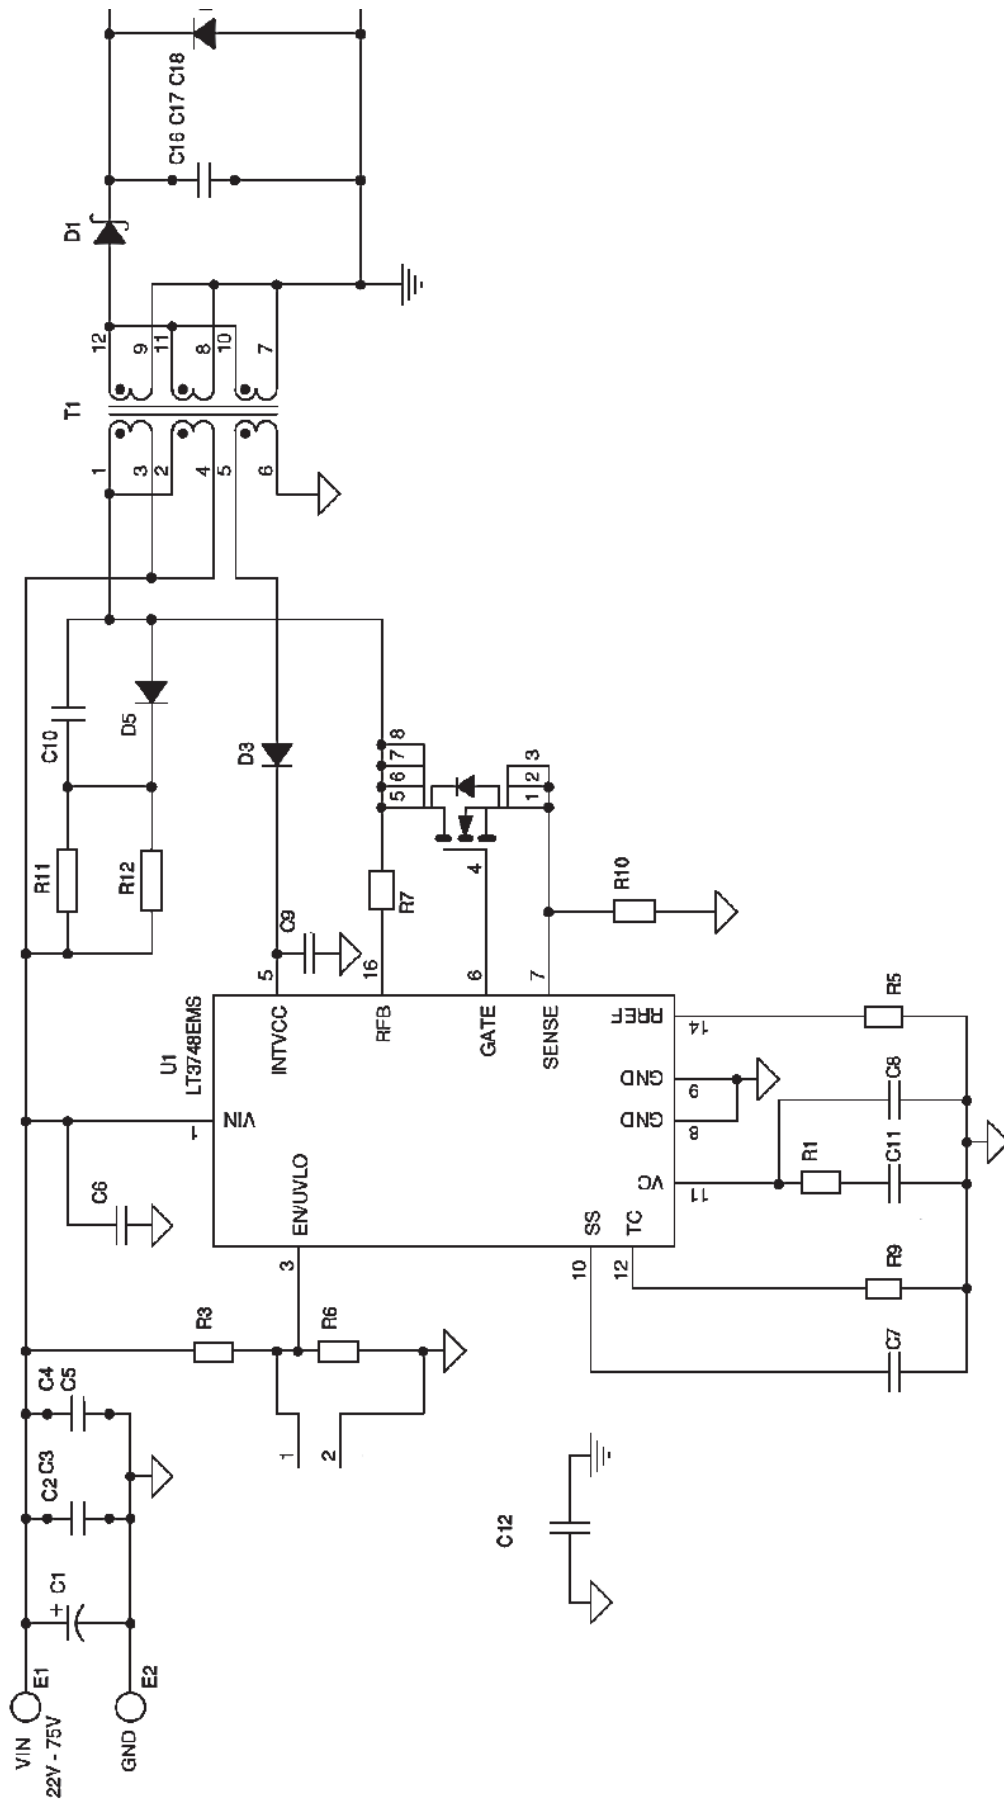 VIN
22V - 75V
E1
GND
E2
+
C1
C2 C3
C4
C5
R3
3
R6
1
2
C6
1
VIN
EN/UVLO
U1
LT3748EMS
INTVCC
5
RFB
16
GATE
6
SENSE
7
SS
10
TC
12
VC
11
GND
8
GND
9
RREF
14
C7
R9
R1
C11
C8
R5
C12
R11
R12
C10
D5
C9
D3
R7
5
6
7
8
4
1
2
3
R10
T1
1
3
2
4
5
6
12
9
11
8
10
7
D1
C16 C17 C18